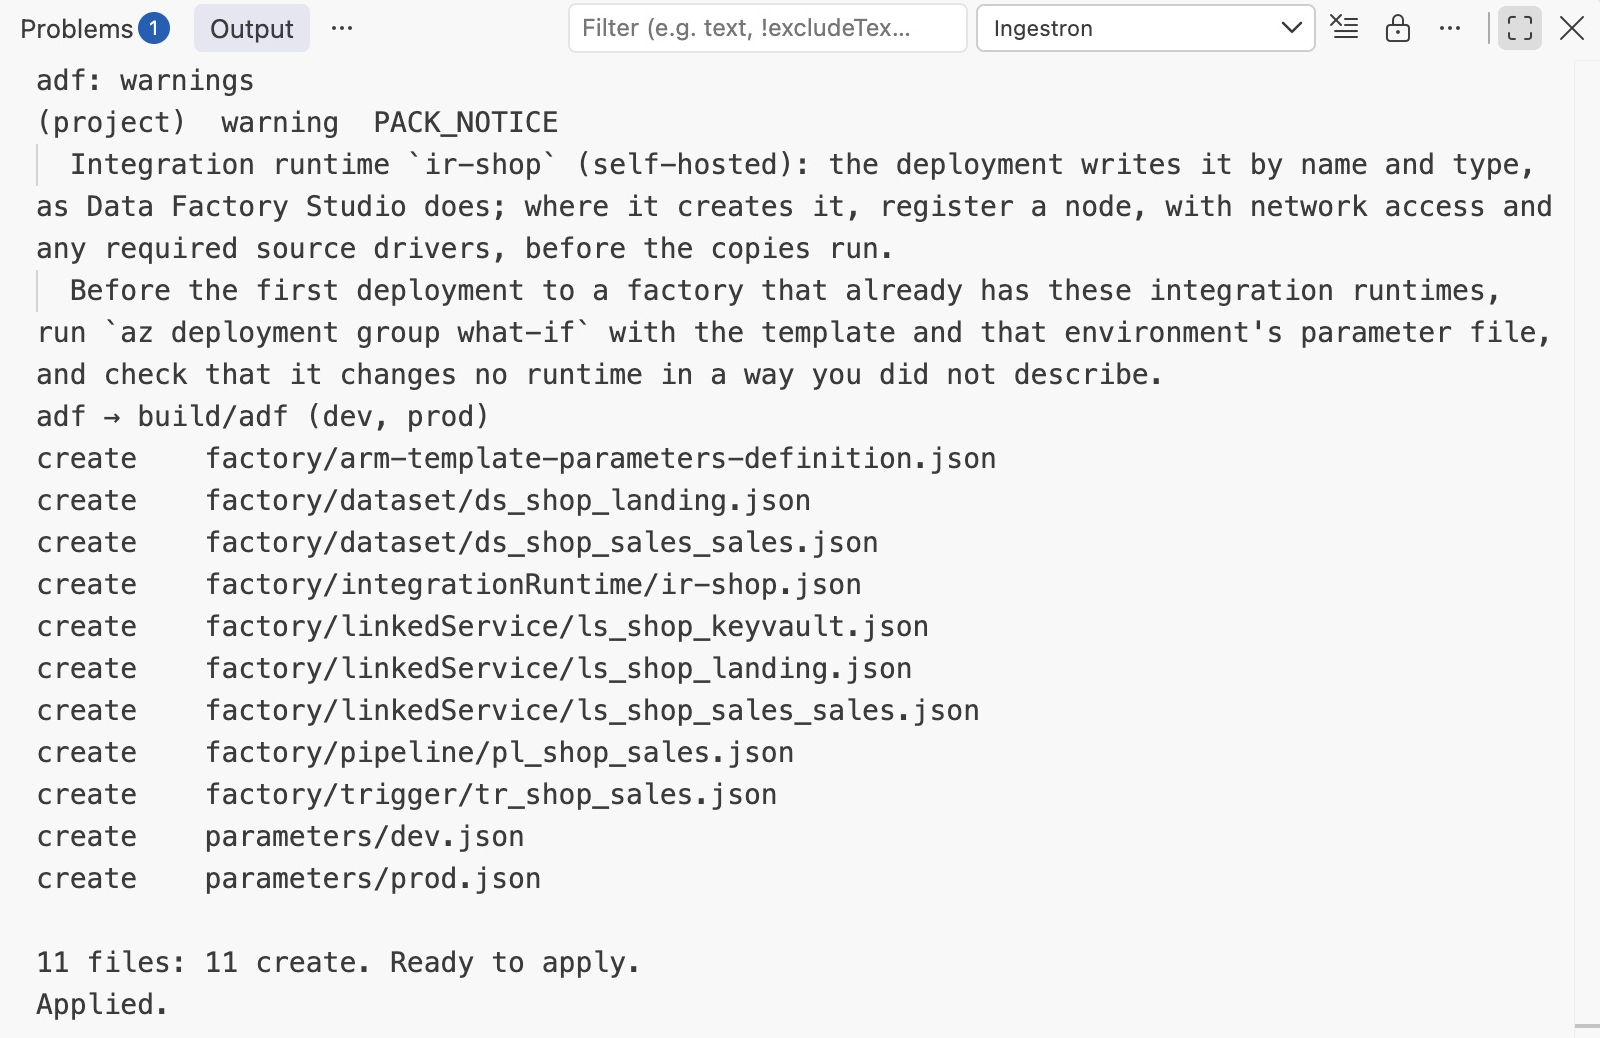 Problems 1 Output ··· Filter (e.g. text, !excludeTex... Ingestron ···
adf: warnings
(project)  warning  PACK_NOTICE
  Integration runtime `ir-shop` (self-hosted): the deployment writes it by name and type,
as Data Factory Studio does; where it creates it, register a node, with network access and
any required source drivers, before the copies run.
  Before the first deployment to a factory that already has these integration runtimes,
run `az deployment group what-if` with the template and that environment's parameter file,
and check that it changes no runtime in a way you did not describe.
adf → build/adf (dev, prod)
create    factory/arm-template-parameters-definition.json
create    factory/dataset/ds_shop_landing.json
create    factory/dataset/ds_shop_sales_sales.json
create    factory/integrationRuntime/ir-shop.json
create    factory/linkedService/ls_shop_keyvault.json
create    factory/linkedService/ls_shop_landing.json
create    factory/linkedService/ls_shop_sales_sales.json
create    factory/pipeline/pl_shop_sales.json
create    factory/trigger/tr_shop_sales.json
create    parameters/dev.json
create    parameters/prod.json
11 files: 11 create. Ready to apply.
Applied.